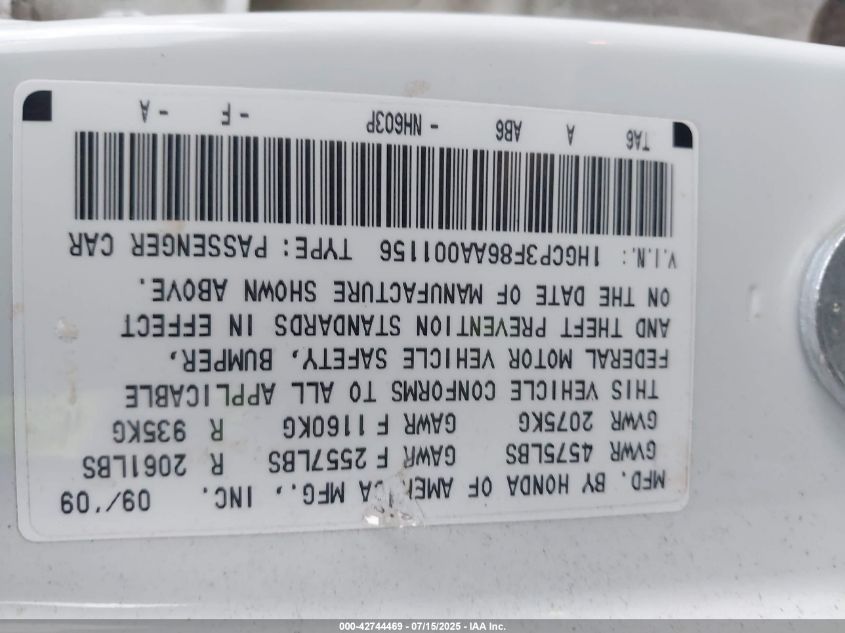 MFD. BY HONDA OF AMERICA MFG., INC. 09/'09
GVWR 4575LBS GAWR F 2557LBS R 2061LBS
GVWR 2075KG GAWR F 1160KG R 935KG
THIS VEHICLE CONFORMS TO ALL APPLICABLE
FEDERAL MOTOR VEHICLE SAFETY, BUMPER,
AND THEFT PREVENTION STANDARDS IN EFFECT
ON THE DATE OF MANUFACTURE SHOWN ABOVE.
V.I.N.: 1HGCP3F86AA001156 TYPE: PASSENGER CAR
TA6 A AB6 - NH603P - F - A
000-42744469 - 07/15/2025 - IAA Inc.